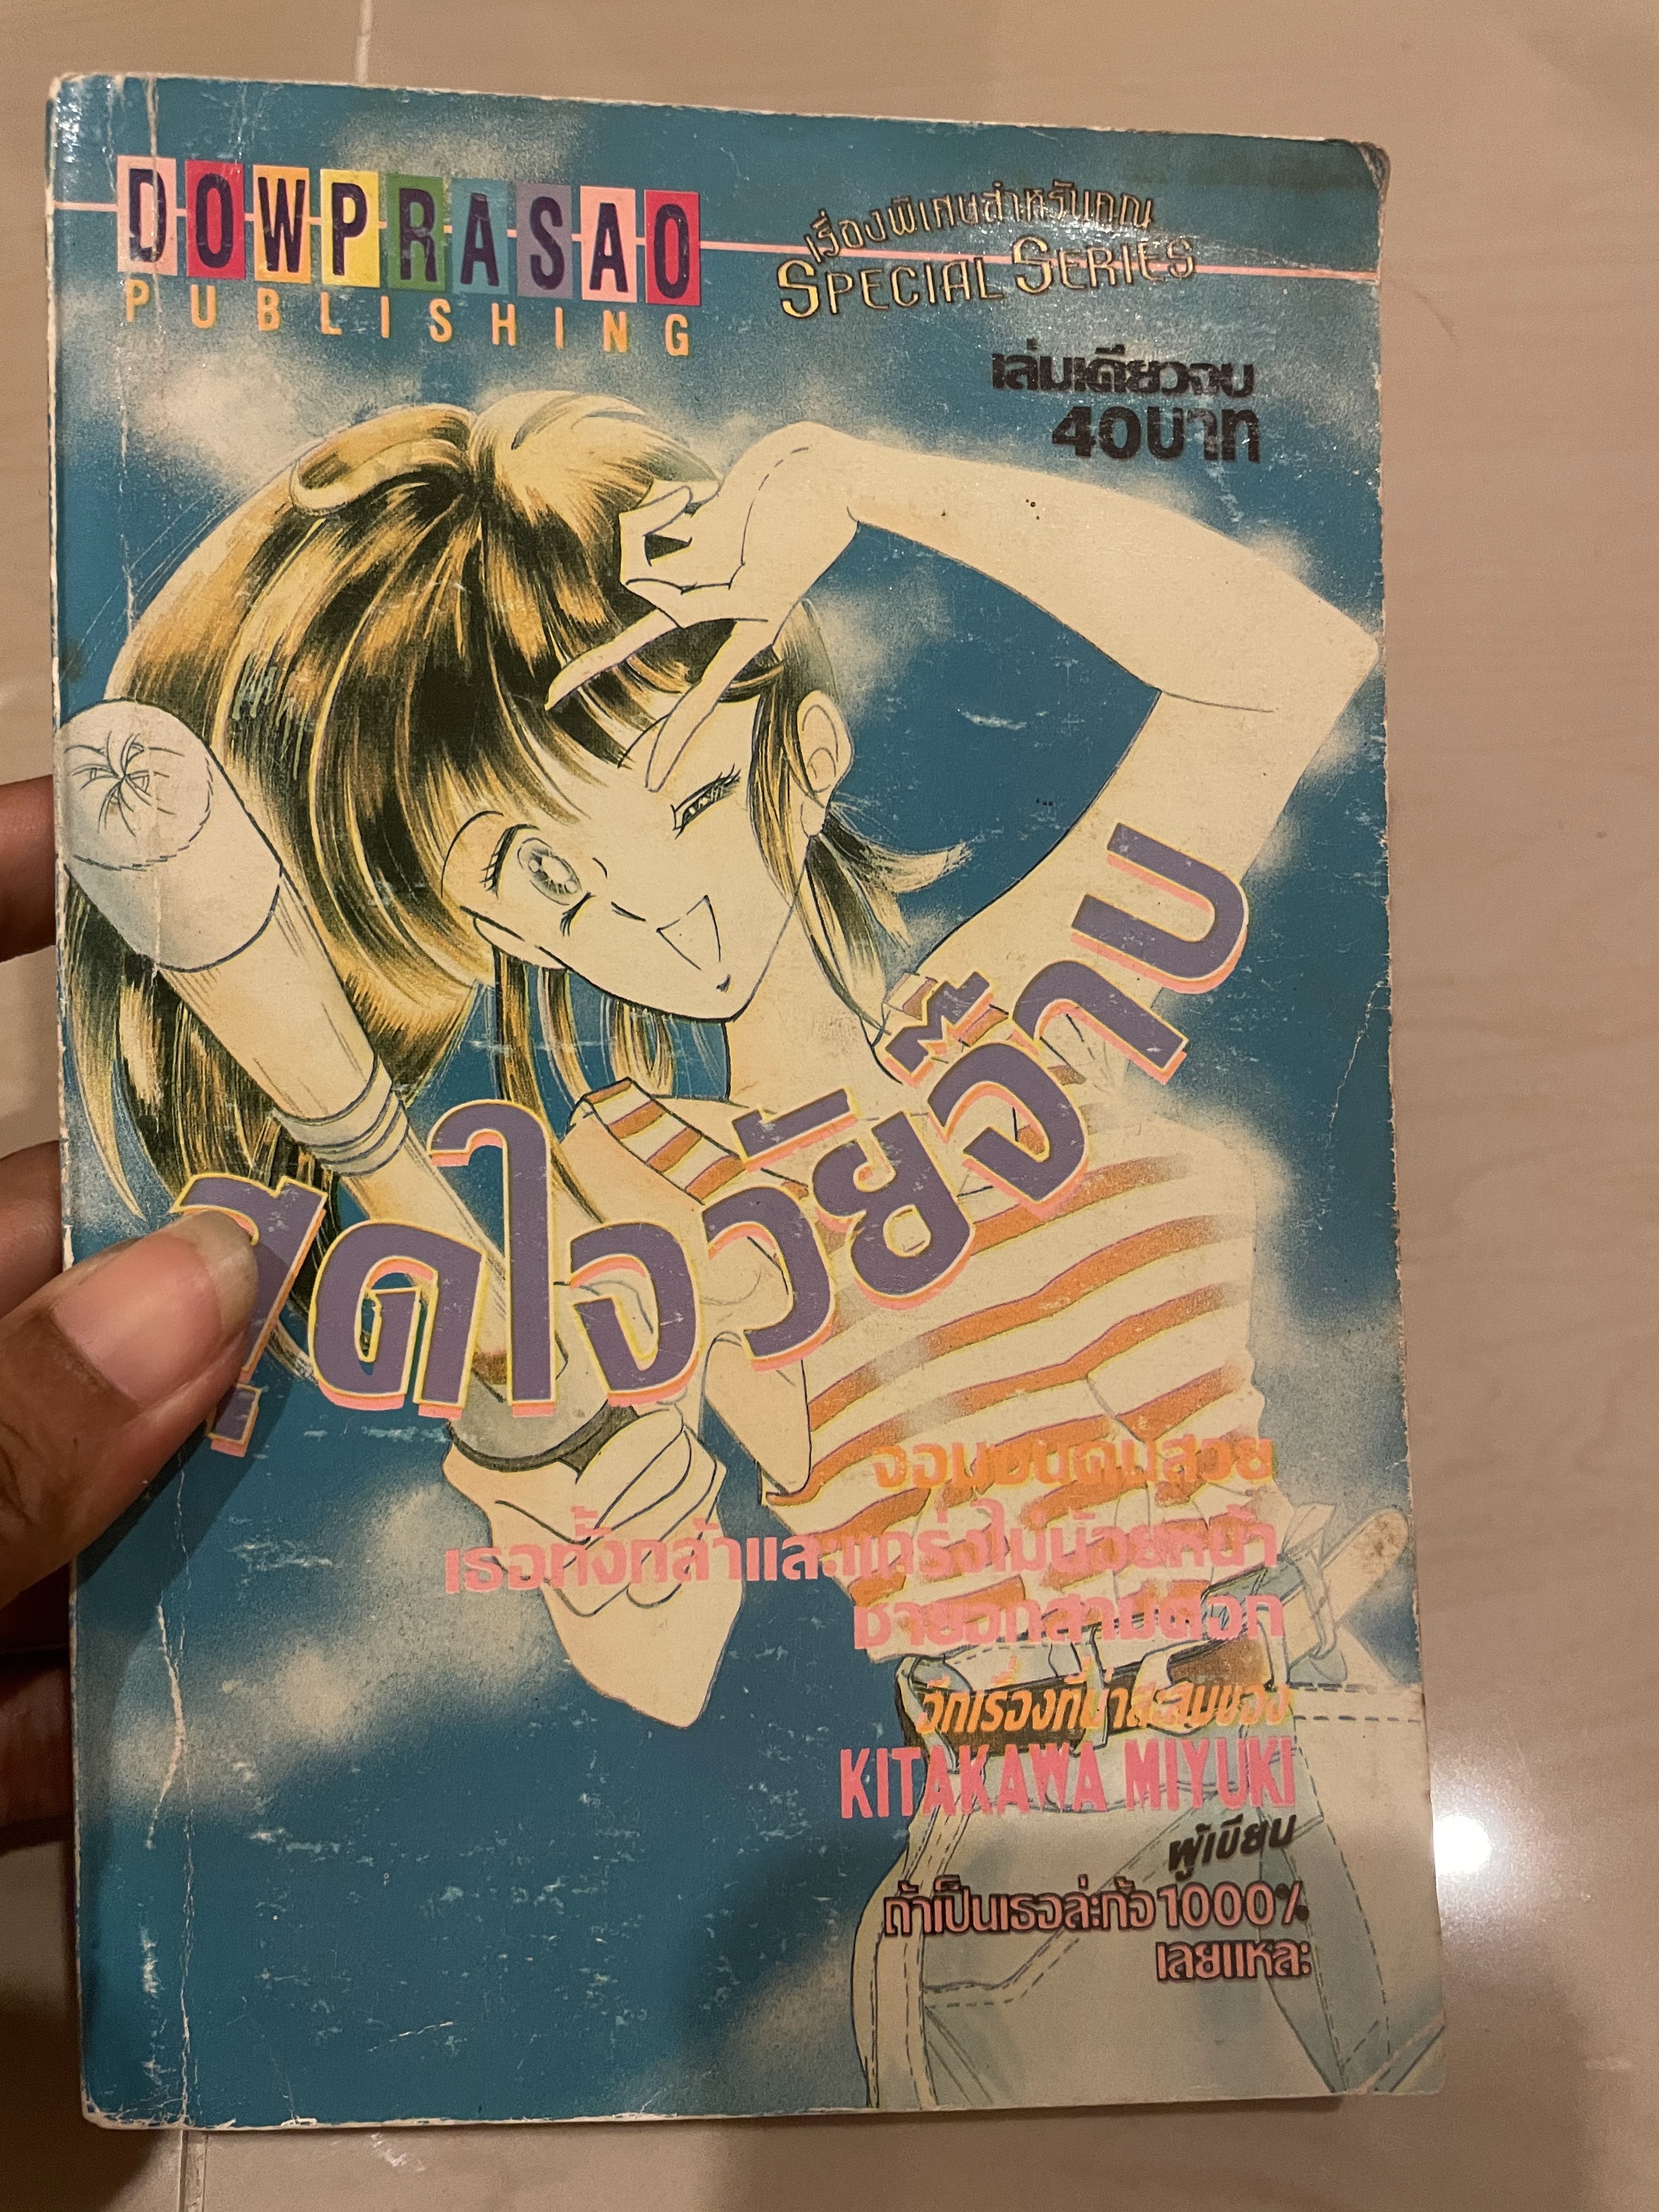 DOWPRASAO
PUBLISHING
เรื่องพิเศษสำหรับคุณ
SPECIAL SERIES
เล่มเดียวจบ
40บาท
สุดใจวัยจ๊าบ
จอมซนคนสวย
เธอทั้งกล้าและแกร่งไม่น้อยหน้า
ชายอกสามศอก
อีกเรื่องที่น่าสะสมของ
KITAKAWA MIYUKI
ผู้เขียน
ถ้าเป็นเธอล่ะก้อ1000%
เลยแหละ